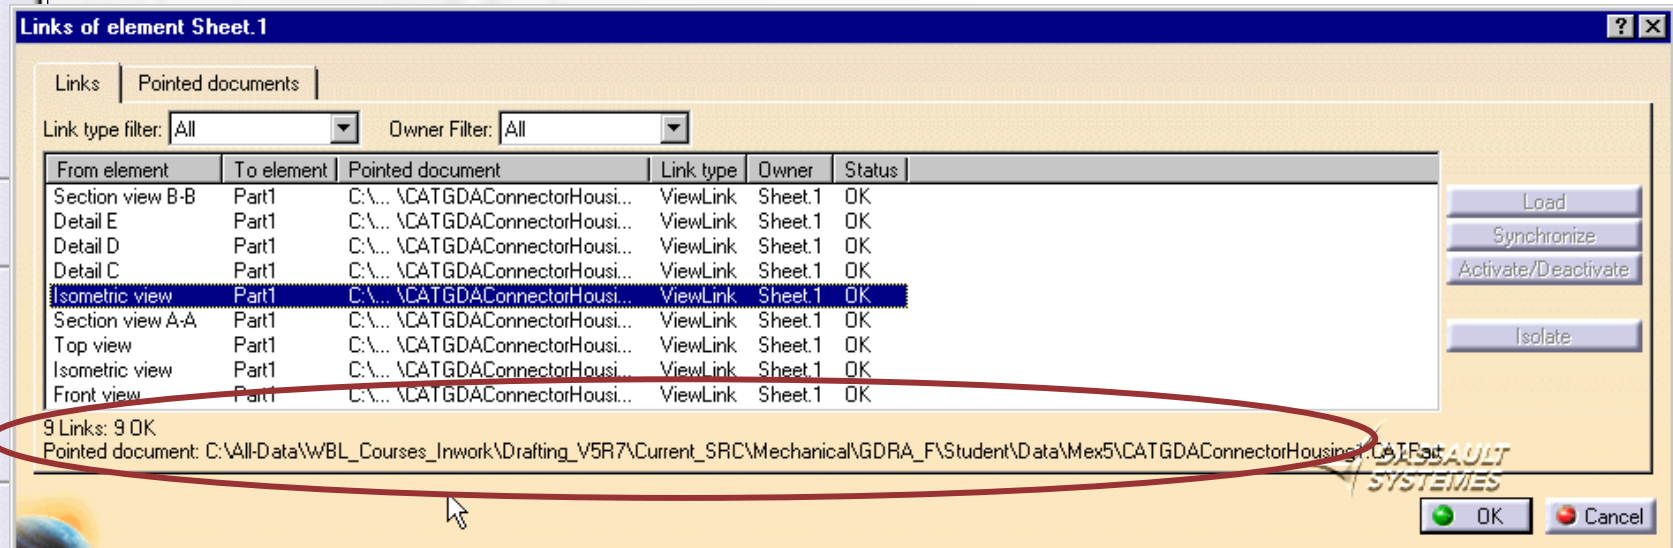 Links of element Sheet.1
Links Pointed documents
Link type filter: All Owner Filter: All
From element To element Pointed document Link type Owner Status
Section view B-B Part1 C:\... \CATGDAConnectorHousi... ViewLink Sheet.1 OK
Detail E Part1 C:\... \CATGDAConnectorHousi... ViewLink Sheet.1 OK
Detail D Part1 C:\... \CATGDAConnectorHousi... ViewLink Sheet.1 OK
Detail C Part1 C:\... \CATGDAConnectorHousi... ViewLink Sheet.1 OK
Isometric view Part1 C:\... \CATGDAConnectorHousi... ViewLink Sheet.1 OK
Section view A-A Part1 C:\... \CATGDAConnectorHousi... ViewLink Sheet.1 OK
Top view Part1 C:\... \CATGDAConnectorHousi... ViewLink Sheet.1 OK
Isometric view Part1 C:\... \CATGDAConnectorHousi... ViewLink Sheet.1 OK
Front view Part1 C:\... \CATGDAConnectorHousi... ViewLink Sheet.1 OK
Load
Synchronize
Activate/Deactivate
Isolate
9 Links: 9 OK
Pointed document: C:\All-Data\WBL_Courses_Inwork\Drafting_V5R7\Current_SRC\Mechanical\GDRA_F\Student\Data\Mex5\CATGDAConnectorHousing1.CATPart
DASSAULT
SYSTEMES
OK Cancel